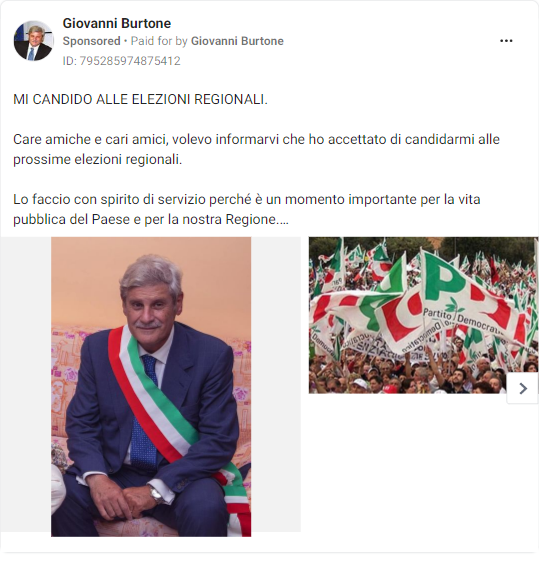 Giovanni Burtone
Sponsored • Paid for by Giovanni Burtone
ID: 795285974875412
MI CANDIDO ALLE ELEZIONI REGIONALI.
Care amiche e cari amici, volevo informarvi che ho accettato di candidarmi alle
prossime elezioni regionali.
Lo faccio con spirito di servizio perché è un momento importante per la vita
pubblica del Paese e per la nostra Regione....
PD
Partito Democratico